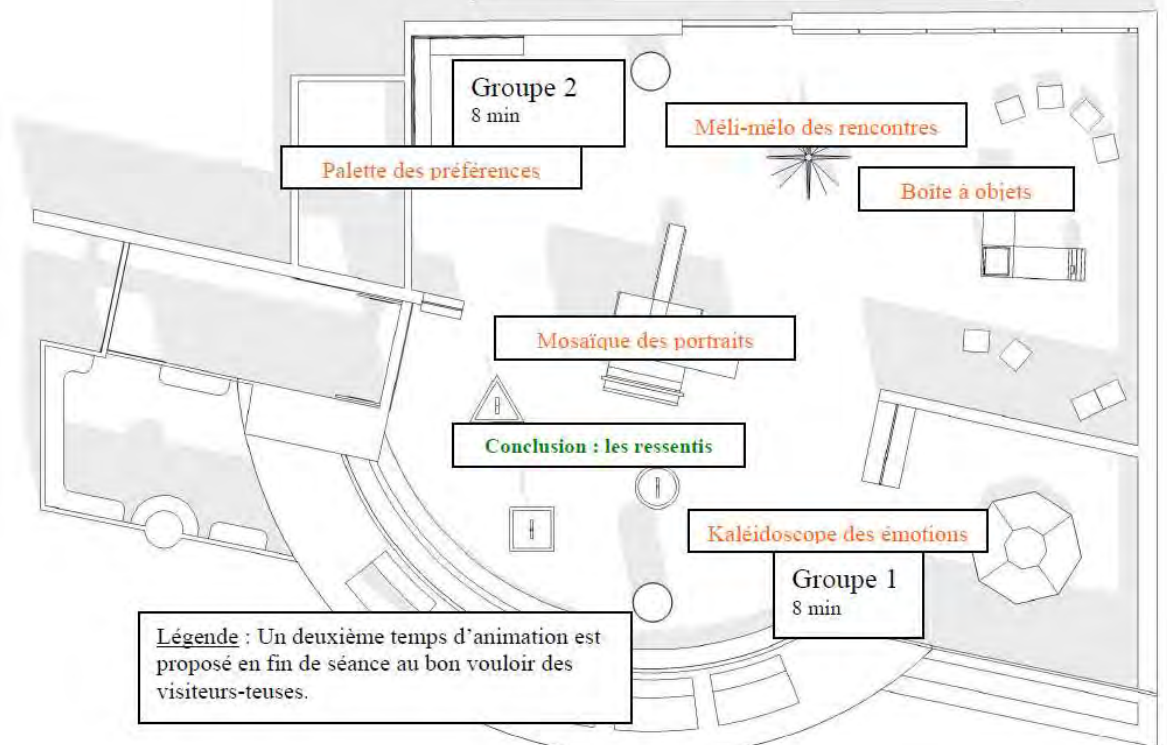 Groupe 2
8 min
Méli-mélo des rencontres
Palette des préférences
Boîte à objets
Mosaïque des portraits
Conclusion : les ressentis
Kaléidoscope des émotions
Groupe 1
8 min
Légende : Un deuxième temps d’animation est
proposé en fin de séance au bon vouloir des
visiteurs-teuses.